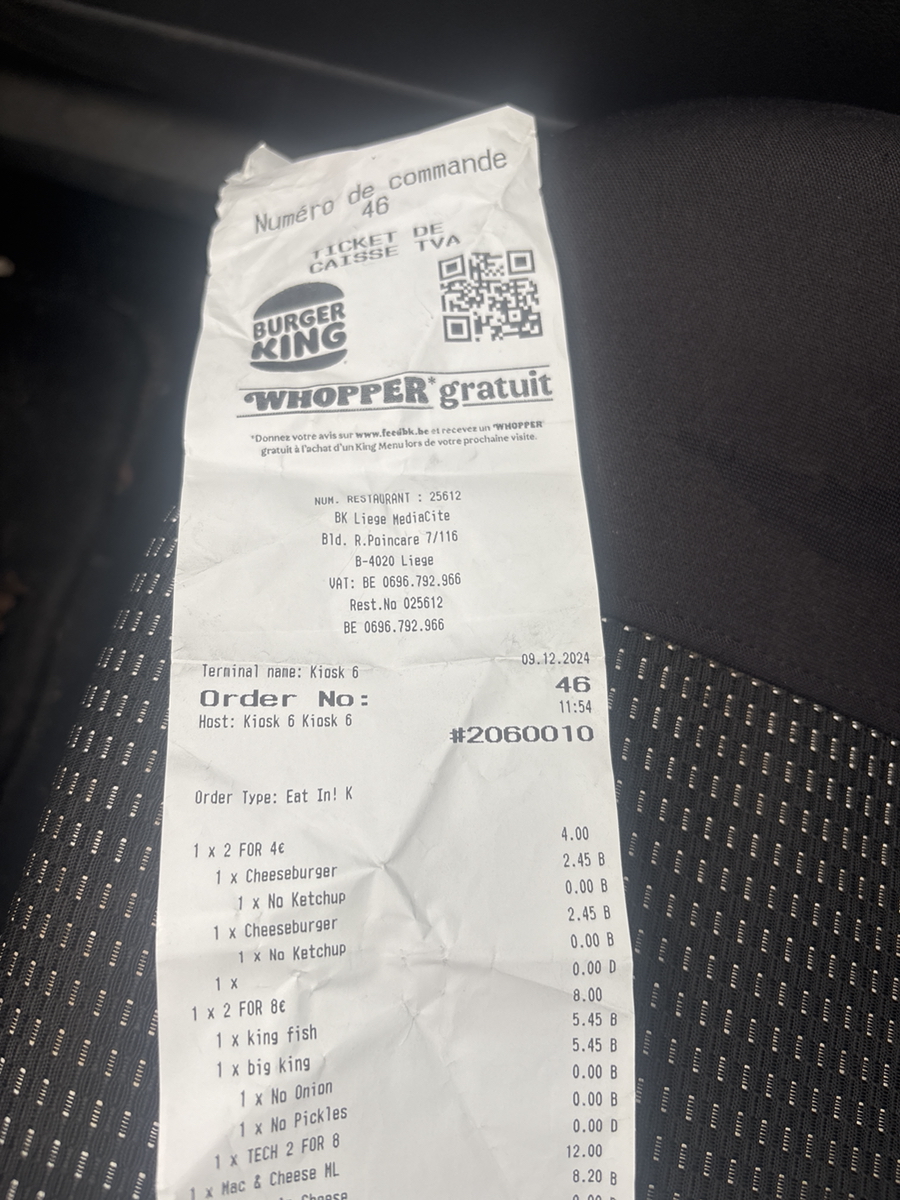 Numéro de commande
46
TICKET DE
CAISSE TVA
BURGER
KING
WHOPPER* gratuit
*Donnez votre avis sur www.feedbk.be et recevez un WHOPPER
gratuit à l'achat d'un King Menu lors de votre prochaine visite.
NUM. RESTAURANT : 25612
BK Liege MediaCite
Bld. R.Poincare 7/116
B-4020 Liege
VAT: BE 0696.792.966
Rest.No 025612
BE 0696.792.966
Terminal name: Kiosk 6 09.12.2024
Order No: 46
Host: Kiosk 6 Kiosk 6 11:54
#2060010
Order Type: Eat In! K
1 x 2 FOR 4€ 4.00
1 x Cheeseburger 2.45 B
1 x No Ketchup 0.00 B
1 x Cheeseburger 2.45 B
1 x No Ketchup 0.00 B
1 x 0.00 D
1 x 2 FOR 8€ 8.00
1 x king fish 5.45 B
1 x big king 5.45 B
1 x No Onion 0.00 B
1 x No Pickles 0.00 B
1 x TECH 2 FOR 8 0.00 D
1 x Mac & Cheese ML 12.00
Cheese 8.20 B